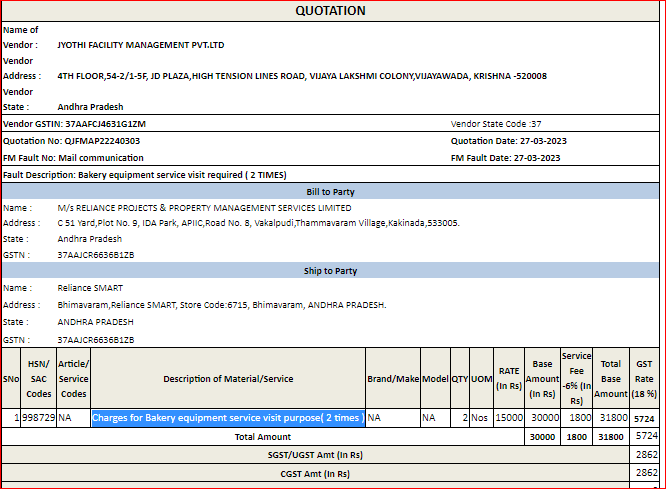 QUOTATION
Name of
Vendor : JYOTHI FACILITY MANAGEMENT PVT.LTD
Vendor
Address : 4TH FLOOR,54-2/1-5F, JD PLAZA,HIGH TENSION LINES ROAD, VIJAYA LAKSHMI COLONY,VIJAYAWADA, KRISHNA -520008
Vendor
State : Andhra Pradesh
Vendor GSTIN: 37AAFCJ4631G1ZM Vendor State Code :37
Quotation No: QJFMAP22240303 Quotation Date: 27-03-2023
FM Fault No: Mail communication FM Fault Date: 27-03-2023
Fault Description: Bakery equipment service visit required ( 2 TIMES)
Bill to Party
Name : M/s RELIANCE PROJECTS & PROPERTY MANAGEMENT SERVICES LIMITED
Address : C 51 Yard,Plot No. 9, IDA Park, APIIC,Road No. 8, Vakalpudi,Thammavaram Village,Kakinada,533005.
State : Andhra Pradesh
GSTN : 37AAJCR6636B1ZB
Ship to Party
Name : Reliance SMART
Address : Bhimavaram,Reliance SMART, Store Code:6715, Bhimavaram, ANDHRA PRADESH.
State : ANDHRA PRADESH
GSTN : 37AAJCR6636B1ZB
SNo HSN/ SAC Codes Article/ Service Codes Description of Material/Service Brand/Make Model QTY UOM RATE (In Rs) Base Amount (In Rs) Service Fee -6% (In Rs) Total Base Amount GST Rate (18 %)
1 998729 NA Charges for Bakery equipment service visit purpose( 2 times ) NA NA 2 Nos 15000 30000 1800 31800 5724
Total Amount 30000 1800 31800 5724
SGST/UGST Amt (In Rs) 2862
CGST Amt (In Rs) 2862